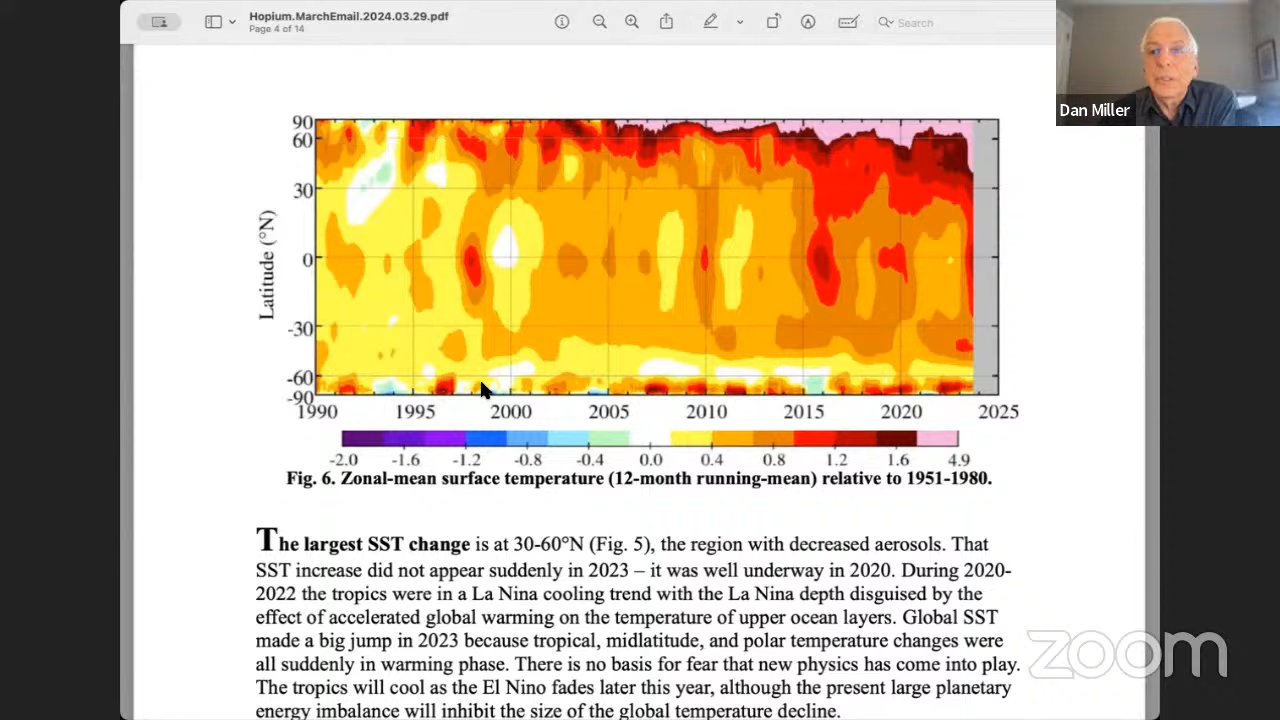 Hopium.MarchEmail.2024.03.29.pdf
Page 4 of 14
Search
Dan Miller
90
60
30
0
-30
-60
-90
Latitude (°N)
1990 1995 2000 2005 2010 2015 2020 2025
-2.0 -1.6 -1.2 -0.8 -0.4 0.0 0.4 0.8 1.2 1.6 4.9
Fig. 6. Zonal-mean surface temperature (12-month running-mean) relative to 1951-1980.
The largest SST change is at 30-60°N (Fig. 5), the region with decreased aerosols. That
SST increase did not appear suddenly in 2023 – it was well underway in 2020. During 2020-
2022 the tropics were in a La Nina cooling trend with the La Nina depth disguised by the
effect of accelerated global warming on the temperature of upper ocean layers. Global SST
made a big jump in 2023 because tropical, midlatitude, and polar temperature changes were
all suddenly in warming phase. There is no basis for fear that new physics has come into play.
The tropics will cool as the El Nino fades later this year, although the present large planetary
energy imbalance will inhibit the size of the global temperature decline.
zoom